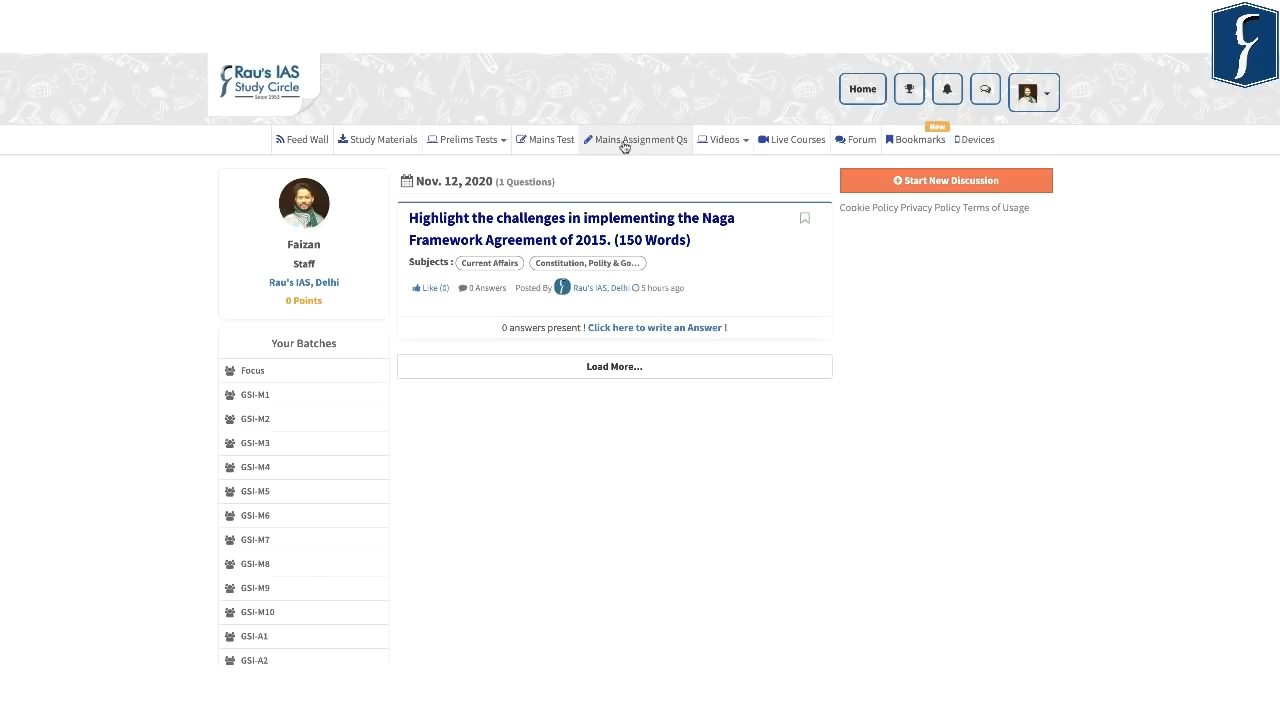 Rau's IAS
Study Circle
Since 1953
Home
New
Feed Wall Study Materials Prelims Tests Mains Test Mains Assignment Qs Videos Live Courses Forum Bookmarks Devices
Faizan
Staff
Rau's IAS, Delhi
0 Points
Your Batches
Focus
GSI-M1
GSI-M2
GSI-M3
GSI-M4
GSI-M5
GSI-M6
GSI-M7
GSI-M8
GSI-M9
GSI-M10
GSI-A1
GSI-A2
Nov. 12, 2020 (1 Questions)
Highlight the challenges in implementing the Naga
Framework Agreement of 2015. (150 Words)
Subjects : Current Affairs Constitution, Polity & Go...
Like (0) 0 Answers Posted By Rau's IAS, Delhi 5 hours ago
0 answers present ! Click here to write an Answer !
Load More...
Start New Discussion
Cookie Policy Privacy Policy Terms of Usage